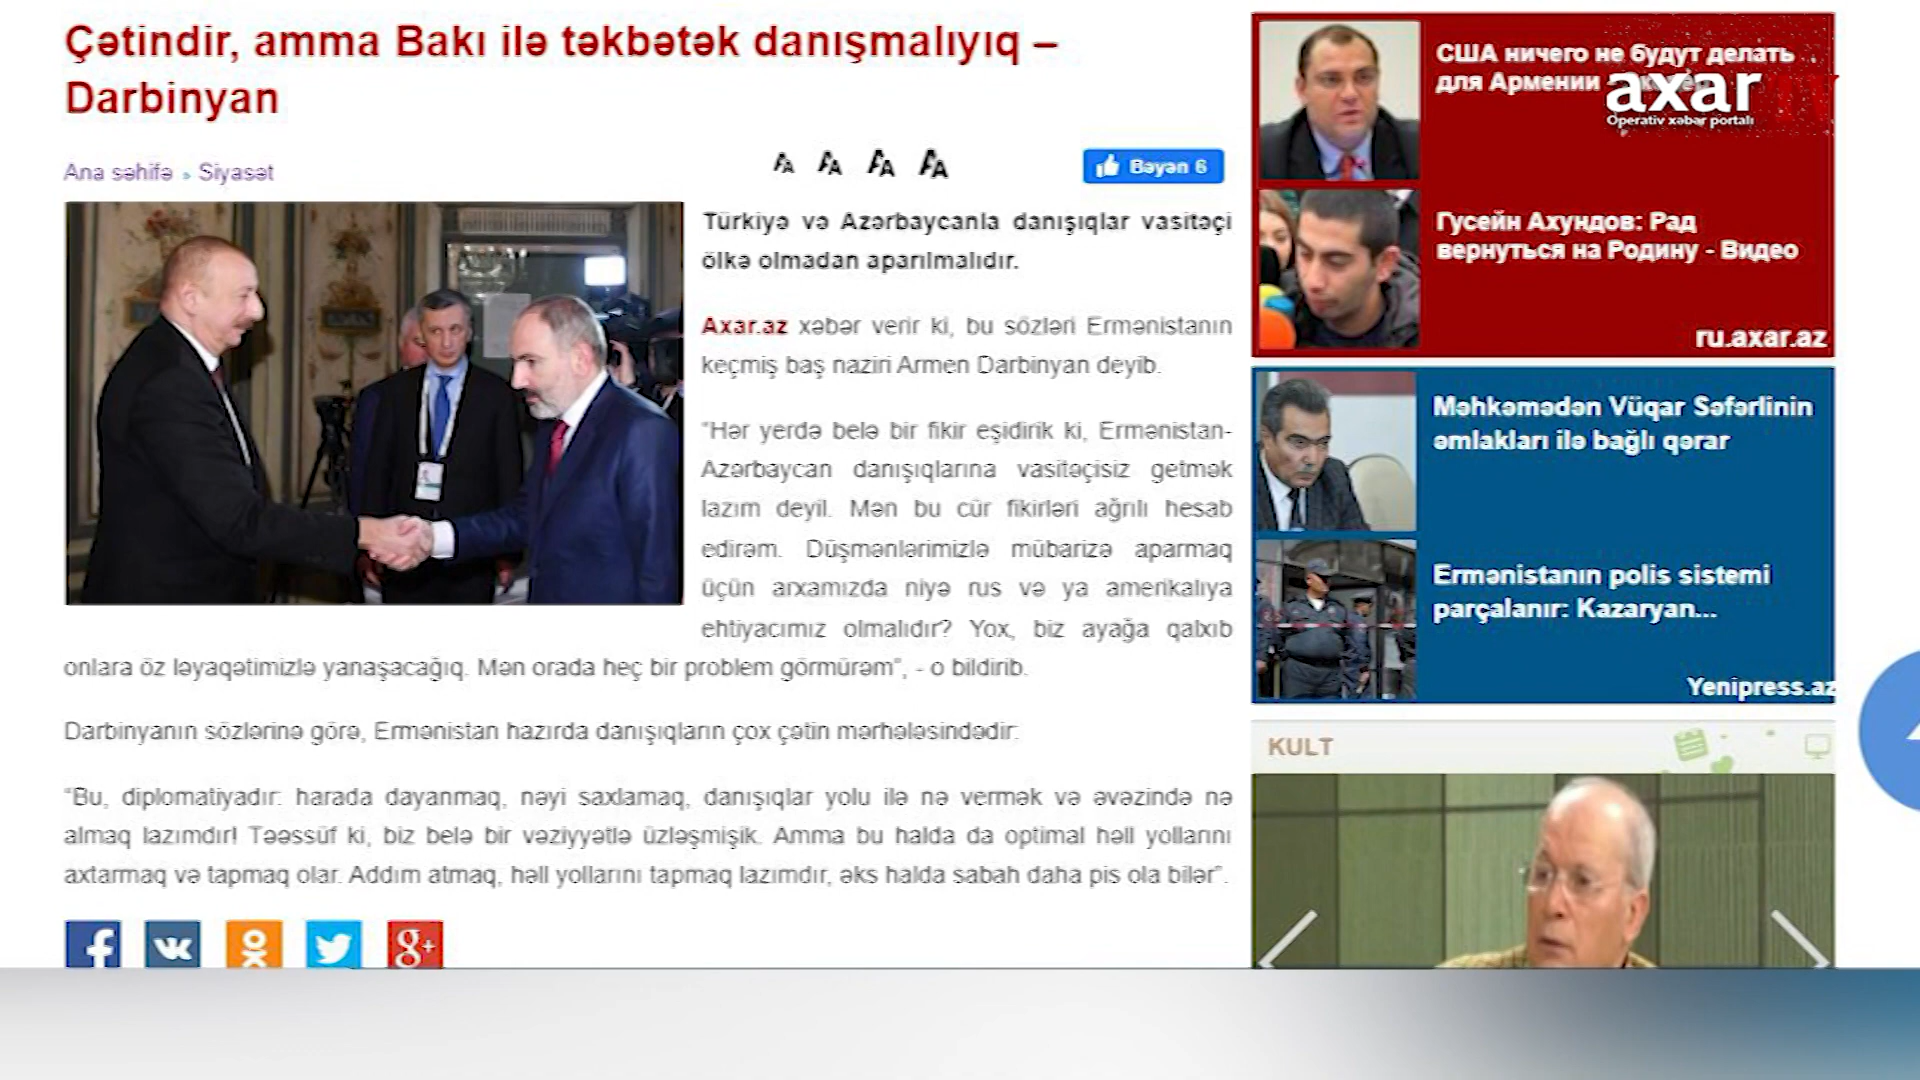 Çətindir, amma Bakı ilə təkbətək danışmalıyıq –
Darbinyan
Ana səhifə » Siyasət
Bəyən 6
Türkiyə və Azərbaycanla danışıqlar vasitəçi
ölkə olmadan aparılmalıdır.
Axar.az xəbər verir ki, bu sözləri Ermənistanın
keçmiş baş naziri Armen Darbinyan deyib.
“Hər yerdə belə bir fikir eşidirik ki, Ermənistan-
Azərbaycan danışıqlarına vasitəçisiz getmək
lazım deyil. Mən bu cür fikirləri ağrılı hesab
edirəm. Düşmənlərimizlə mübarizə aparmaq
üçün arxamızda niyə rus və ya amerikalıya
ehtiyacımız olmalıdır? Yox, biz ayağa qalxıb
onlara öz ləyaqətimizlə yanaşacağıq. Mən orada heç bir problem görmürəm”, - o bildirib.
Darbinyanın sözlərinə görə, Ermənistan hazırda danışıqların çox çətin mərhələsindədir:
“Bu, diplomatiyadır: harada dayanmaq, nəyi saxlamaq, danışıqlar yolu ilə nə vermək və əvəzində nə
almaq lazımdır! Təəssüf ki, biz belə bir vəziyyətlə üzləşmişik. Amma bu halda da optimal həll yollarını
axtarmaq və tapmaq olar. Addım atmaq, həll yollarını tapmaq lazımdır, əks halda sabah daha pis ola bilər”.
США ничего не будут делать
для Армении
axar TV
Operativ xəbər portalı
Гусейн Ахундов: Рад
вернуться на Родину - Видео
ru.axar.az
Məhkəmədən Vüqar Səfərlinin
əmlakları ilə bağlı qərar
Ermənistanın polis sistemi
parçalanır: Kazaryan...
Yenipress.az
KULT